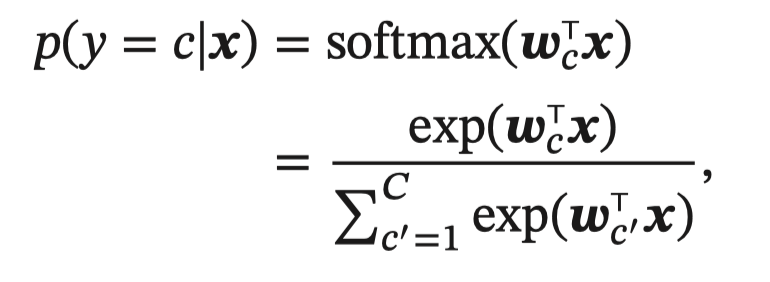 p(y = c|x) = softmax(w_c^⊤ x)
= exp(w_c^⊤ x) / ∑_{c′=1}^{C} exp(w_{c′}^⊤ x) ,